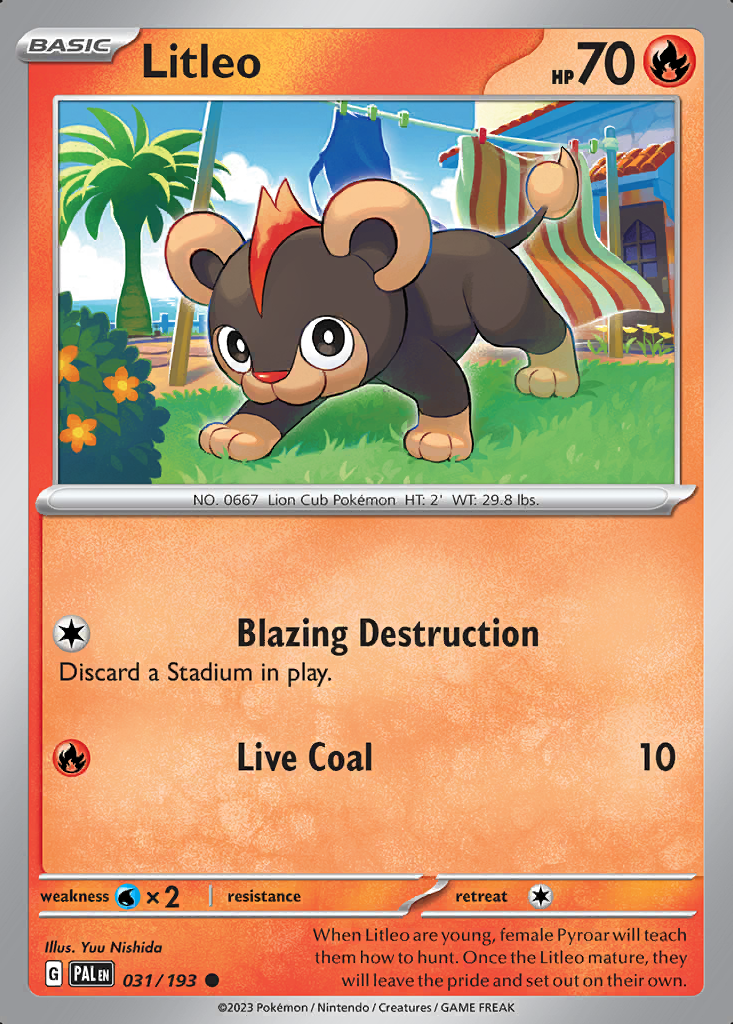 BASIC
Litleo
HP 70
NO. 0667 Lion Cub Pokémon HT: 2' WT: 29.8 lbs.
Blazing Destruction
Discard a Stadium in play.
Live Coal 10
weakness ×2 resistance retreat
Illus. Yuu Nishida
G PAL EN 031/193
When Litleo are young, female Pyroar will teach
them how to hunt. Once the Litleo mature, they
will leave the pride and set out on their own.
©2023 Pokémon / Nintendo / Creatures / GAME FREAK